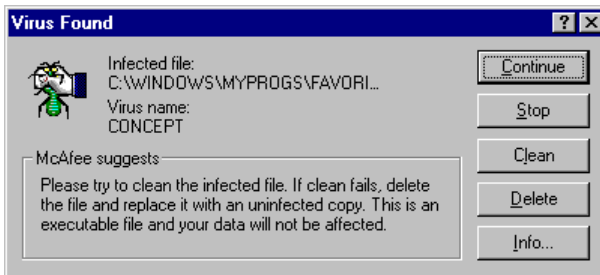 Virus Found
Infected file:
C:\WINDOWS\MYPROGS\FAVORI...
Virus name:
CONCEPT
McAfee suggests
Please try to clean the infected file. If clean fails, delete
the file and replace it with an uninfected copy. This is an
executable file and your data will not be affected.
Continue
Stop
Clean
Delete
Info...